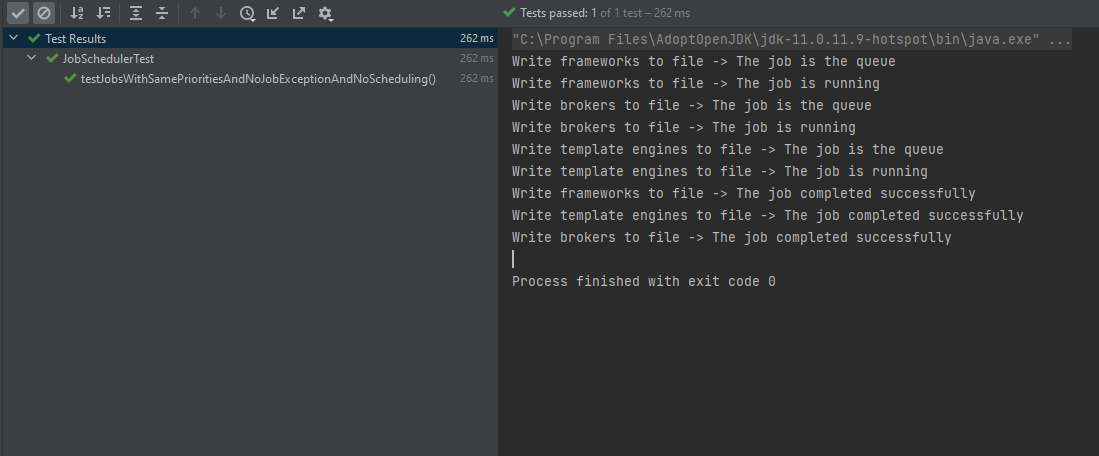 Tests passed: 1 of 1 test – 262 ms
Test Results 262 ms
JobSchedulerTest 262 ms
testJobsWithSamePrioritiesAndNoJobExceptionAndNoScheduling() 262 ms
"C:\Program Files\AdoptOpenJDK\jdk-11.0.11.9-hotspot\bin\java.exe" ...
Write frameworks to file -> The job is the queue
Write frameworks to file -> The job is running
Write brokers to file -> The job is the queue
Write brokers to file -> The job is running
Write template engines to file -> The job is the queue
Write template engines to file -> The job is running
Write frameworks to file -> The job completed successfully
Write template engines to file -> The job completed successfully
Write brokers to file -> The job completed successfully
Process finished with exit code 0